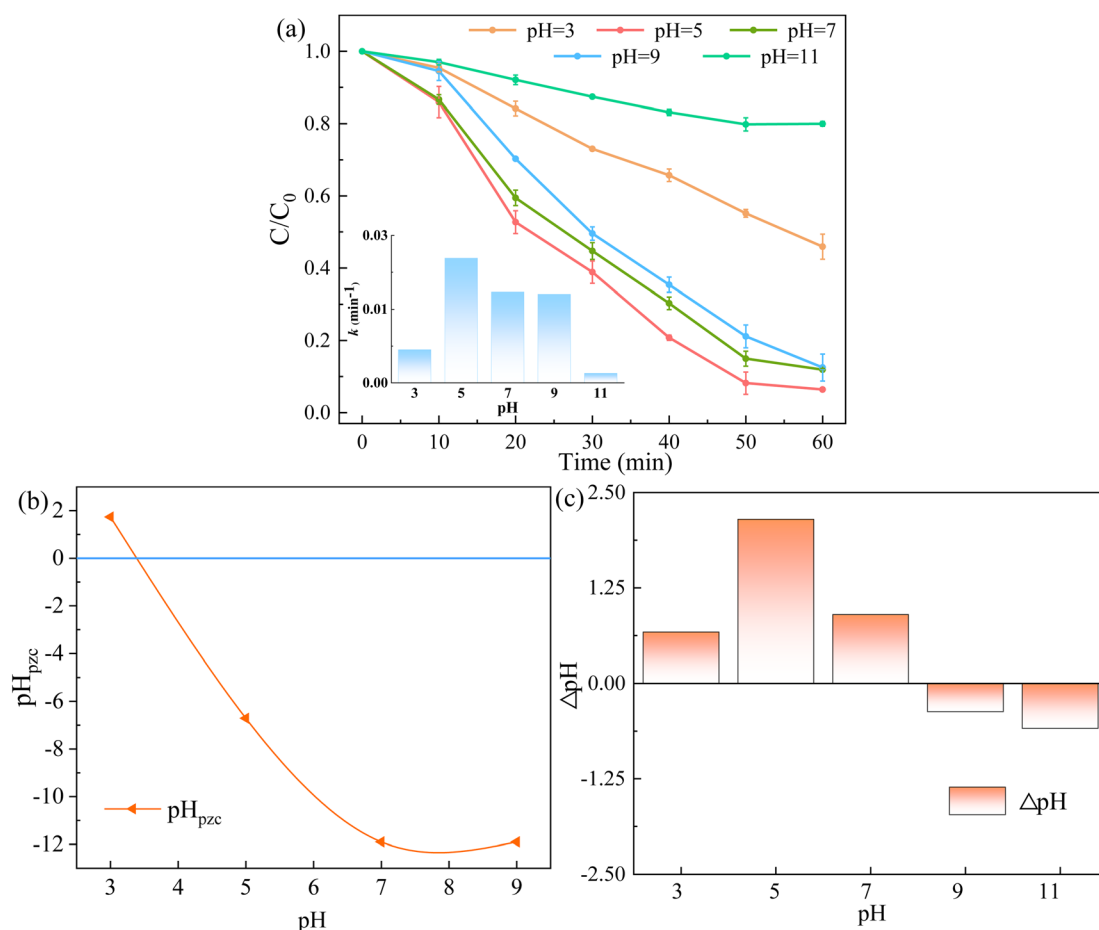 (a)
pH=3 pH=5 pH=7
pH=9 pH=11
1.0
0.8
0.6
0.4
0.2
0.0
C/C0
0 10 20 30 40 50 60
Time (min)
0.03
0.01
0.00
k (min-1)
3 5 7 9 11
pH
(b)
2
0
-2
-4
-6
-8
-10
-12
pHpzc
pHpzc
3 4 5 6 7 8 9
pH
(c)
2.50
1.25
0.00
-1.25
-2.50
△pH
△pH
3 5 7 9 11
pH